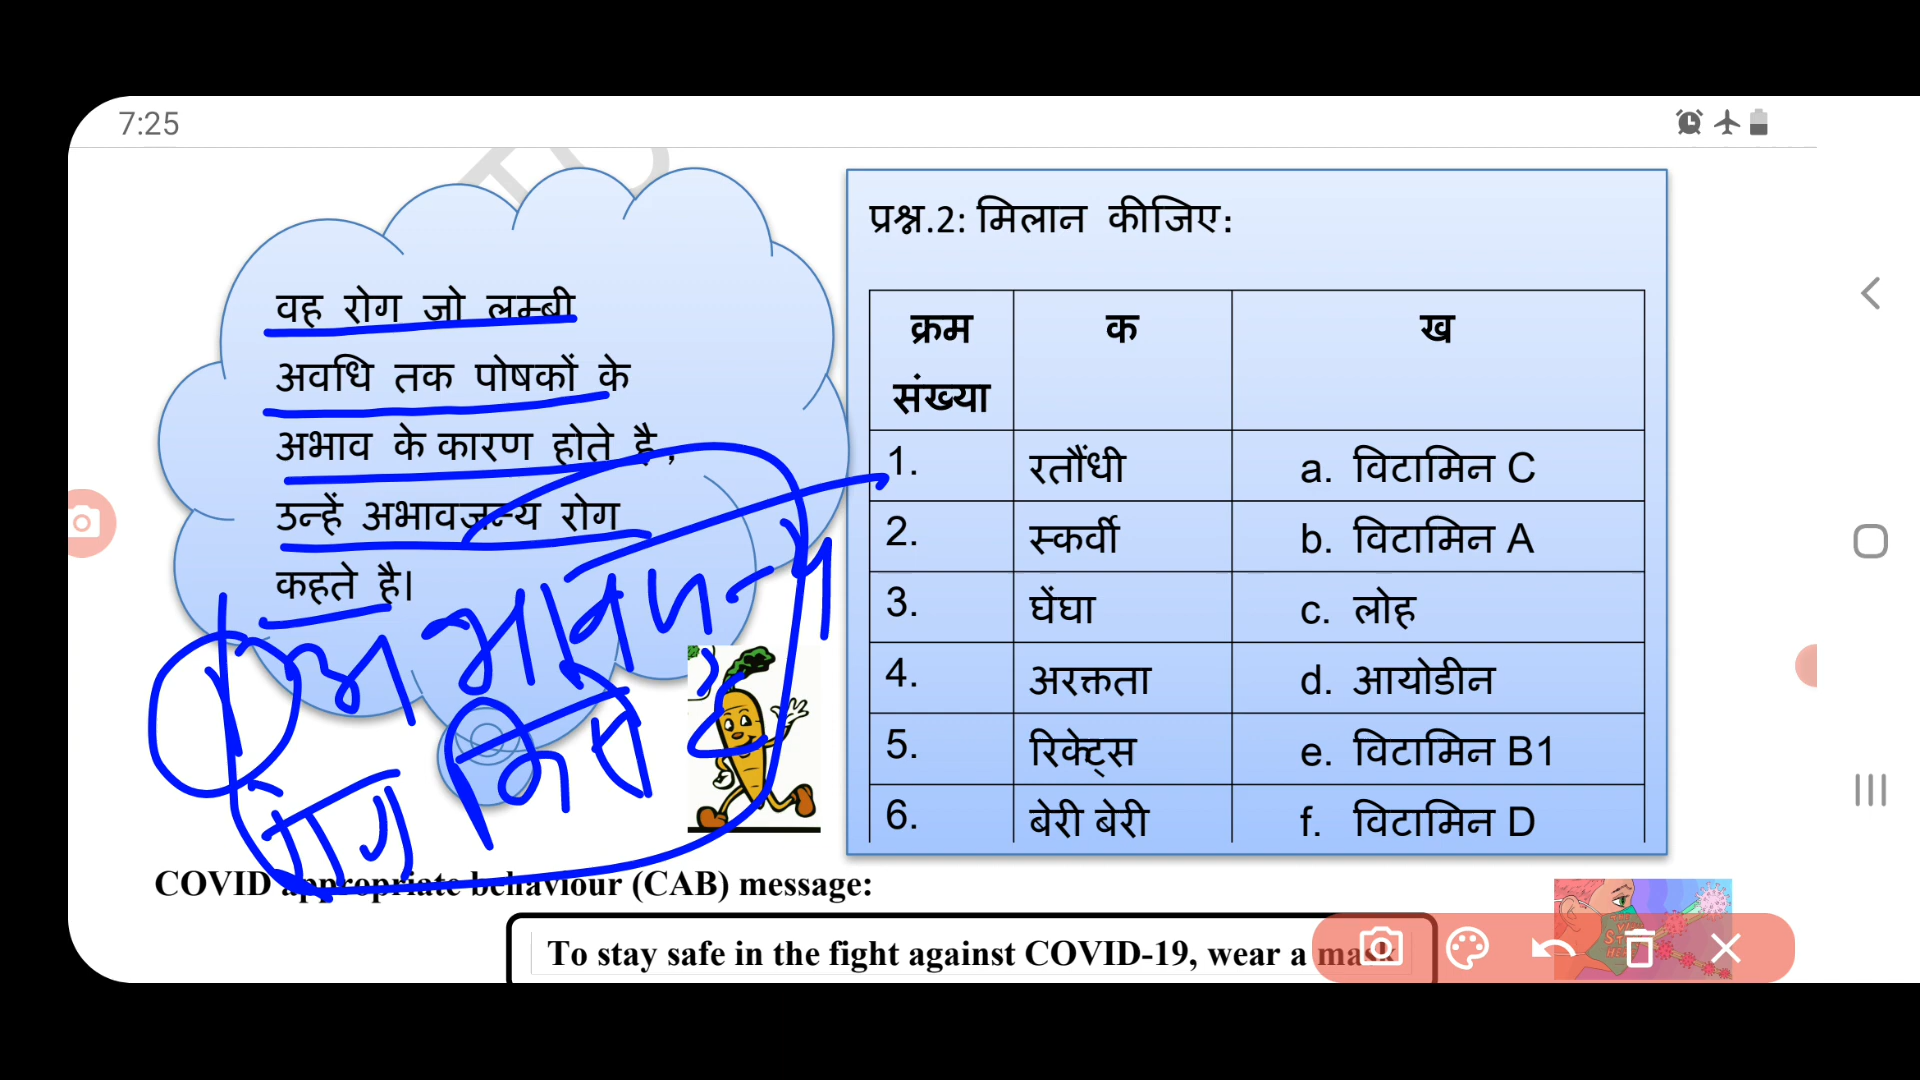 7:25
वह रोग जो लम्बी
अवधि तक पोषकों के
अभाव के कारण होते है,
उन्हें अभावजन्य रोग
कहते है।
प्रश्न.2: मिलान कीजिए:
क्रम संख्या क ख
1. रतौंधी a. विटामिन C
2. स्कर्वी b. विटामिन A
3. घेंघा c. लोह
4. अरक्तता d. आयोडीन
5. रिकेट्स e. विटामिन B1
6. बेरी बेरी f. विटामिन D
COVID appropriate behaviour (CAB) message:
To stay safe in the fight against COVID-19, wear a mask